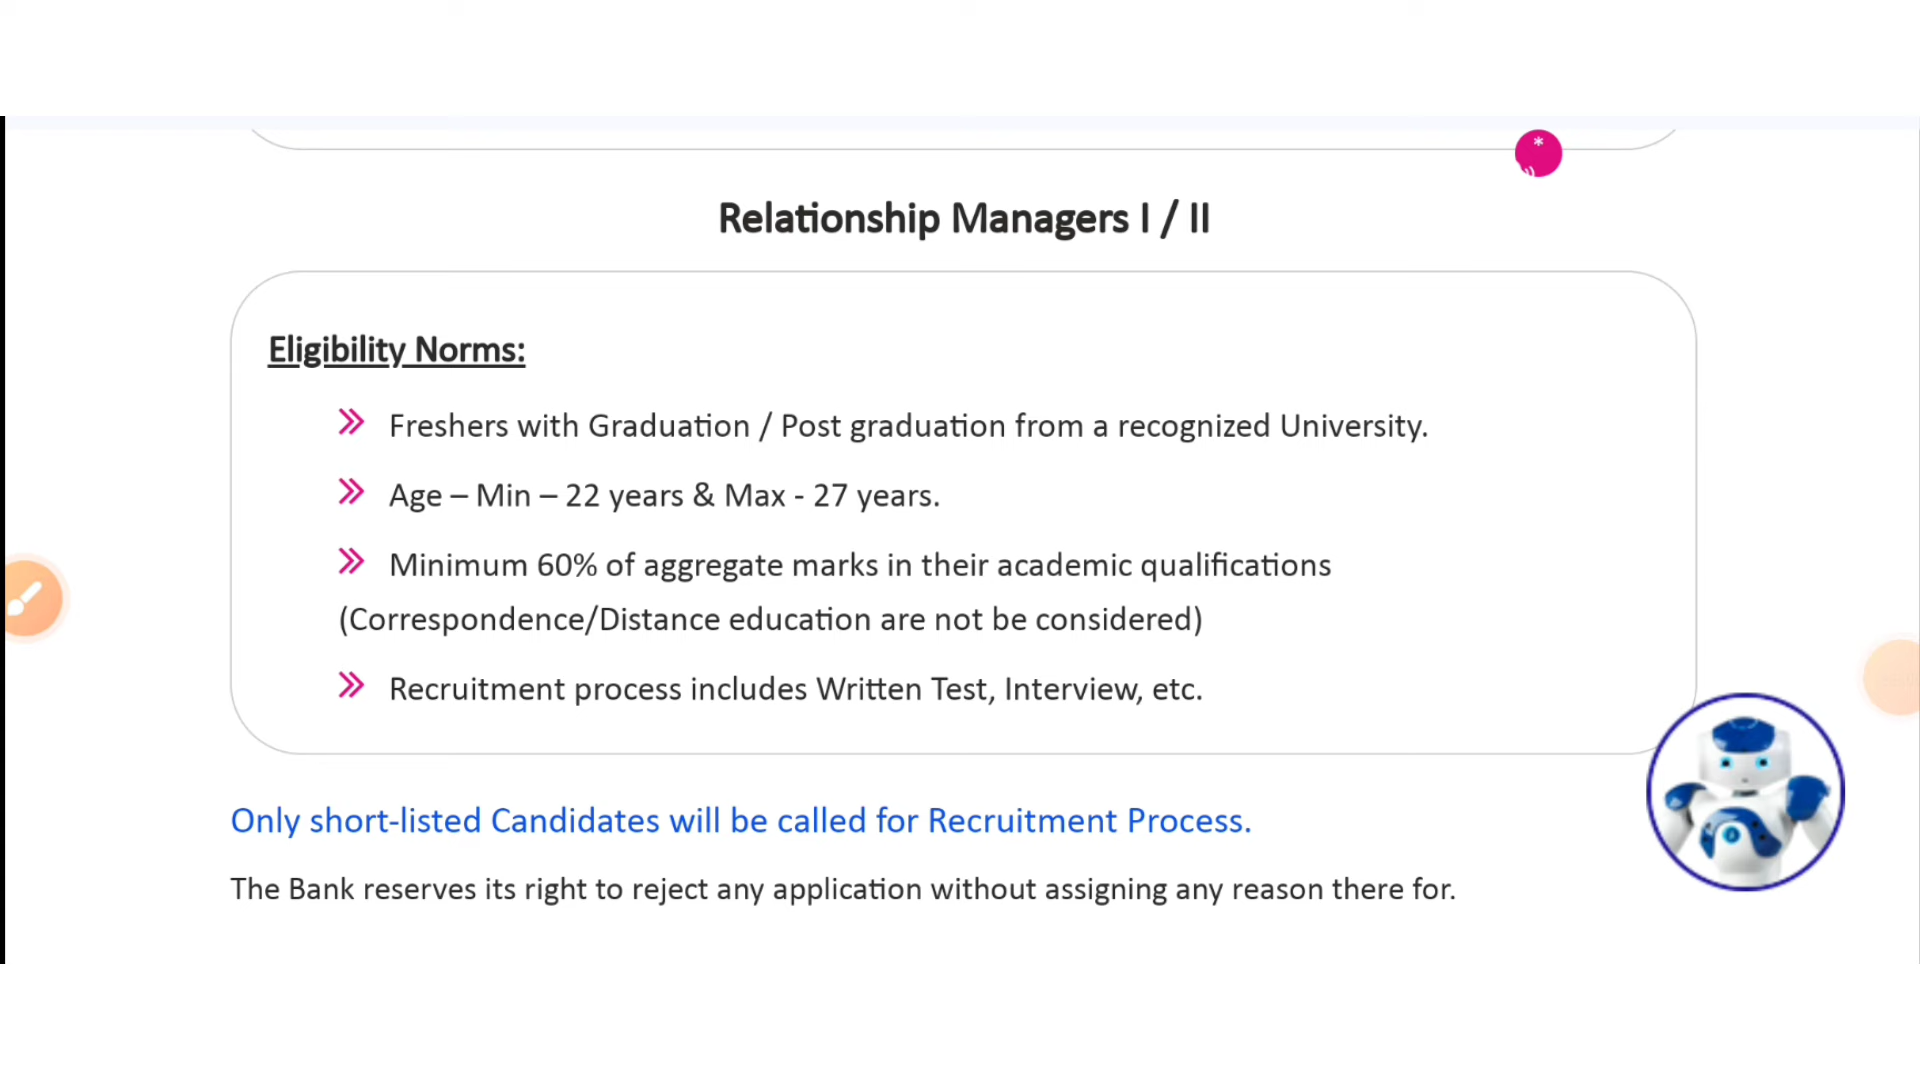 Relationship Managers I / II
Eligibility Norms:
Freshers with Graduation / Post graduation from a recognized University.
Age – Min – 22 years & Max - 27 years.
Minimum 60% of aggregate marks in their academic qualifications
(Correspondence/Distance education are not be considered)
Recruitment process includes Written Test, Interview, etc.
Only short-listed Candidates will be called for Recruitment Process.
The Bank reserves its right to reject any application without assigning any reason there for.